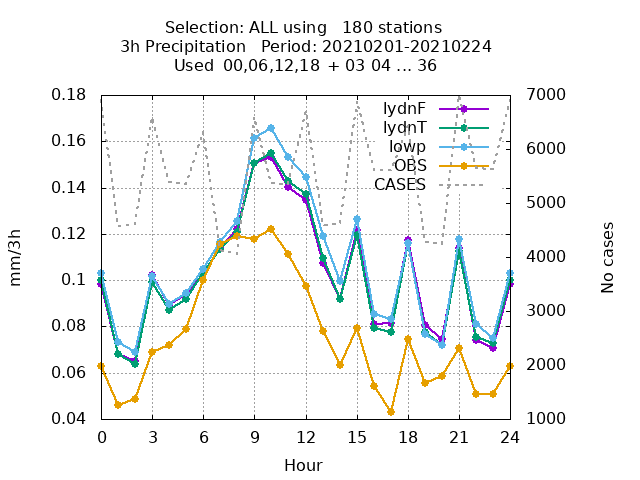 Selection: ALL using   180 stations
3h Precipitation   Period: 20210201-20210224
Used  00,06,12,18 + 03 04 ... 36
0.18
0.16
0.14
0.12
0.1
0.08
0.06
0.04
7000
6000
5000
4000
3000
2000
1000
lydnF
lydnT
lowp
OBS
CASES
mm/3h
No cases
0 3 6 9 12 15 18 21 24
Hour